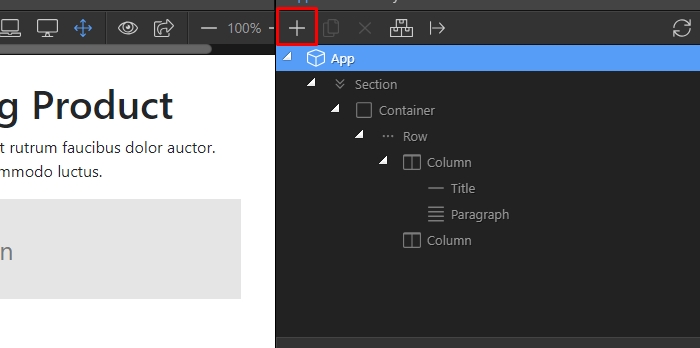 100%
App
g Product
Section
Container
t rutrum faucibus dolor auctor.
Row
mmodo luctus.
Column
Title
Paragraph
n
Column